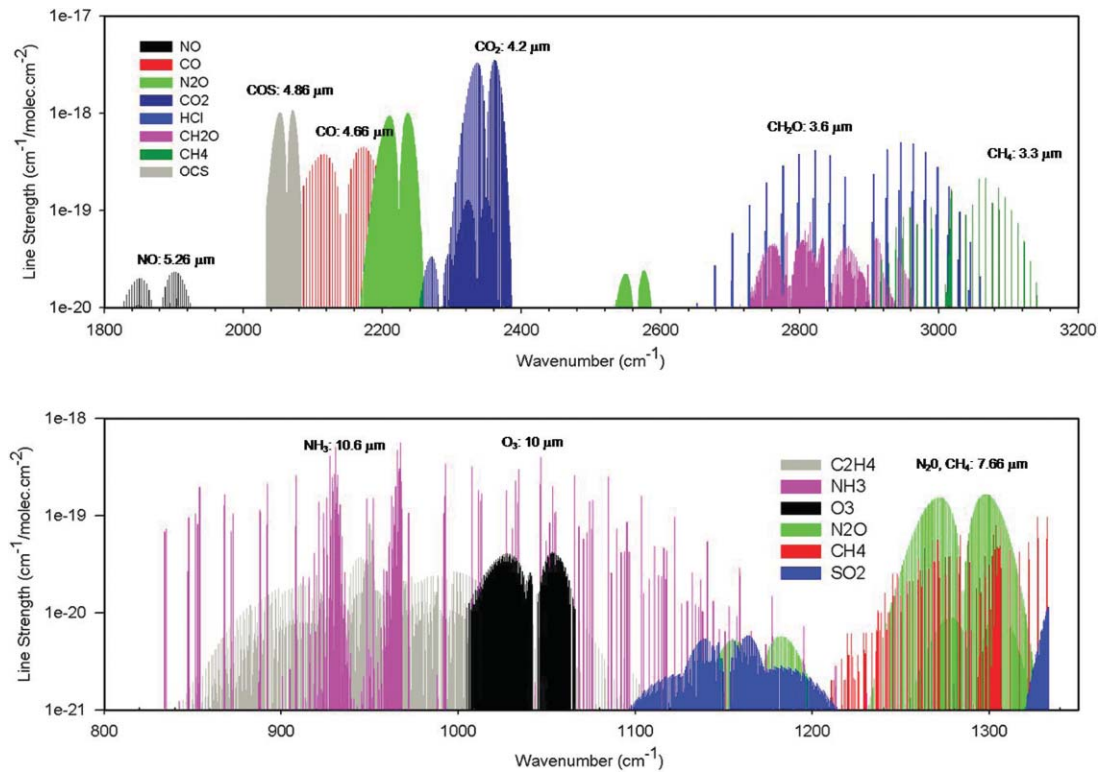 1e-17
NO
CO
N2O
CO2
HCl
CH2O
CH4
OCS
CO₂: 4.2 µm
COS: 4.86 µm
1e-18
CO: 4.66 µm
CH₂O: 3.6 µm
CH₄: 3.3 µm
1e-19
NO: 5.26 µm
1e-20
Line Strength (cm⁻¹/molec.cm⁻²)
1800 2000 2200 2400 2600 2800 3000 3200
Wavenumber (cm⁻¹)
1e-18
NH₃: 10.6 µm
O₃: 10 µm
N₂0, CH₄: 7.66 µm
C2H4
NH3
O3
N2O
CH4
SO2
1e-19
1e-20
1e-21
Line Strength (cm⁻¹/molec.cm⁻²)
800 900 1000 1100 1200 1300
Wavenumber (cm⁻¹)